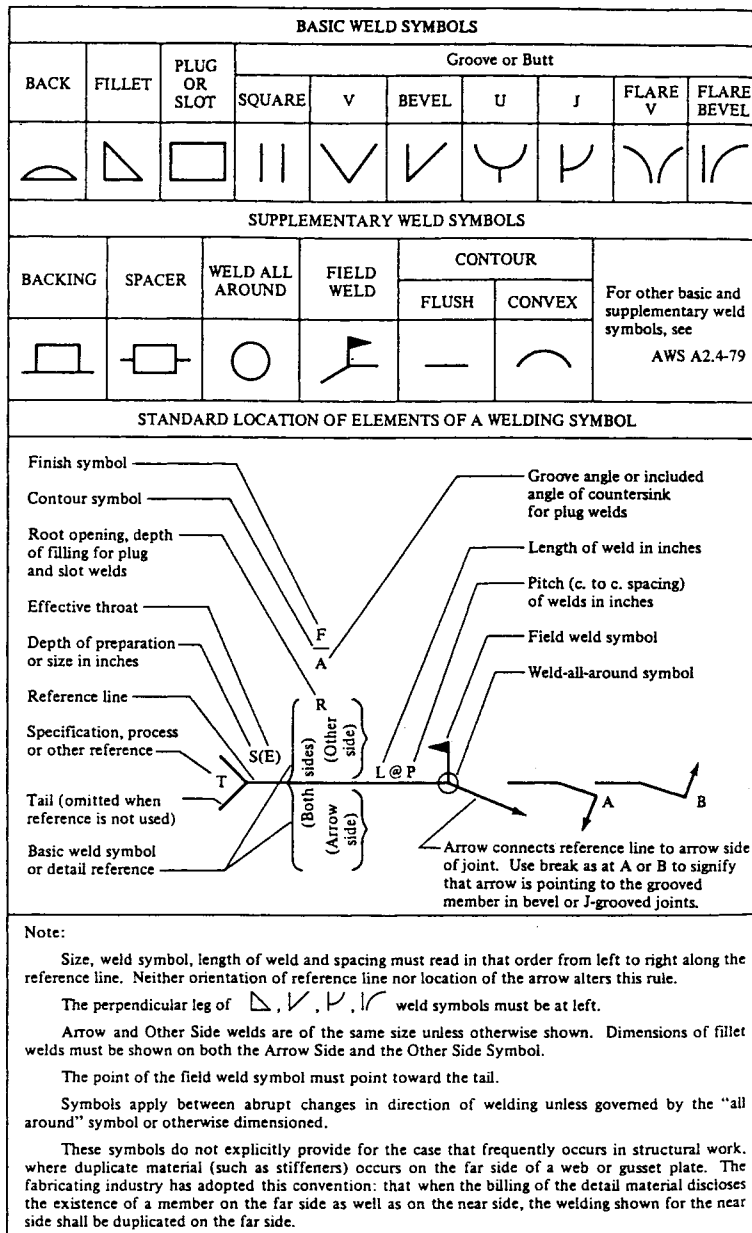 BASIC WELD SYMBOLS
BACK
FILLET
PLUG
OR
SLOT
Groove or Butt
SQUARE
V
BEVEL
U
J
FLARE
V
FLARE
BEVEL
SUPPLEMENTARY WELD SYMBOLS
BACKING
SPACER
WELD ALL
AROUND
FIELD
WELD
CONTOUR
FLUSH
CONVEX
For other basic and
supplementary weld
symbols, see
AWS A2.4-79
STANDARD LOCATION OF ELEMENTS OF A WELDING SYMBOL
Finish symbol
Contour symbol
Root opening, depth
of filling for plug
and slot welds
Effective throat
Depth of preparation
or size in inches
Reference line
Specification, process
or other reference
Tail (omitted when
reference is not used)
Basic weld symbol
or detail reference
F
A
R
S(E)
T
(Both sides)
(Other
side)
(Arrow
side)
L @ P
Groove angle or included
angle of countersink
for plug welds
Length of weld in inches
Pitch (c. to c. spacing)
of welds in inches
Field weld symbol
Weld-all-around symbol
A
B
Arrow connects reference line to arrow side
of joint. Use break as at A or B to signify
that arrow is pointing to the grooved
member in bevel or J-grooved joints.
Note:
Size, weld symbol, length of weld and spacing must read in that order from left to right along the
reference line. Neither orientation of reference line nor location of the arrow alters this rule.
The perpendicular leg of , , , weld symbols must be at left.
Arrow and Other Side welds are of the same size unless otherwise shown. Dimensions of fillet
welds must be shown on both the Arrow Side and the Other Side Symbol.
The point of the field weld symbol must point toward the tail.
Symbols apply between abrupt changes in direction of welding unless governed by the “all
around” symbol or otherwise dimensioned.
These symbols do not explicitly provide for the case that frequently occurs in structural work.
where duplicate material (such as stiffeners) occurs on the far side of a web or gusset plate. The
fabricating industry has adopted this convention: that when the billing of the detail material discloses
the existence of a member on the far side as well as on the near side, the welding shown for the near
side shall be duplicated on the far side.